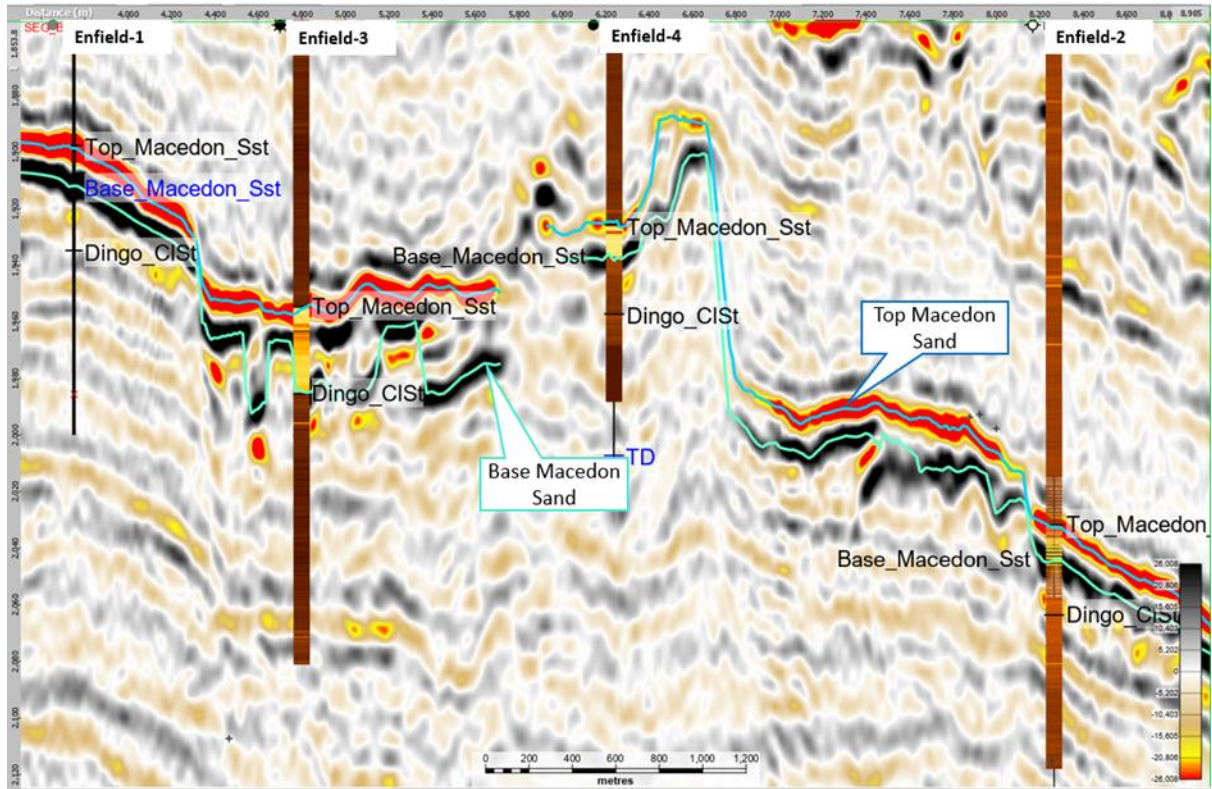 Distance (m)
4,000 4,200 4,400 4,600 4,800 5,000 5,200 5,400 5,600 5,800 6,000 6,200 6,400 6,600 6,800 7,000 7,200 7,400 7,600 7,800 8,000 8,200 8,400 8,600 8,985
Enfield-1
Enfield-3
Enfield-4
Enfield-2
1,853.8
1,880
1,900
1,920
1,940
1,960
1,980
2,000
2,020
2,040
2,060
2,080
2,100
2,120
Top_Macedon_Sst
Base_Macedon_Sst
Dingo_ClSt
Top_Macedon_Sst
Dingo_ClSt
Top_Macedon_Sst
Base_Macedon_Sst
Dingo_ClSt
TD
Top Macedon
Sand
Base Macedon
Sand
Top_Macedon_
Base_Macedon_Sst
Dingo_ClSt
26,008
20,806
15,605
10,403
5,202
0
-5,202
-10,403
-15,605
-20,806
-26,008
0 200 400 600 800 1,000 1,200
metres